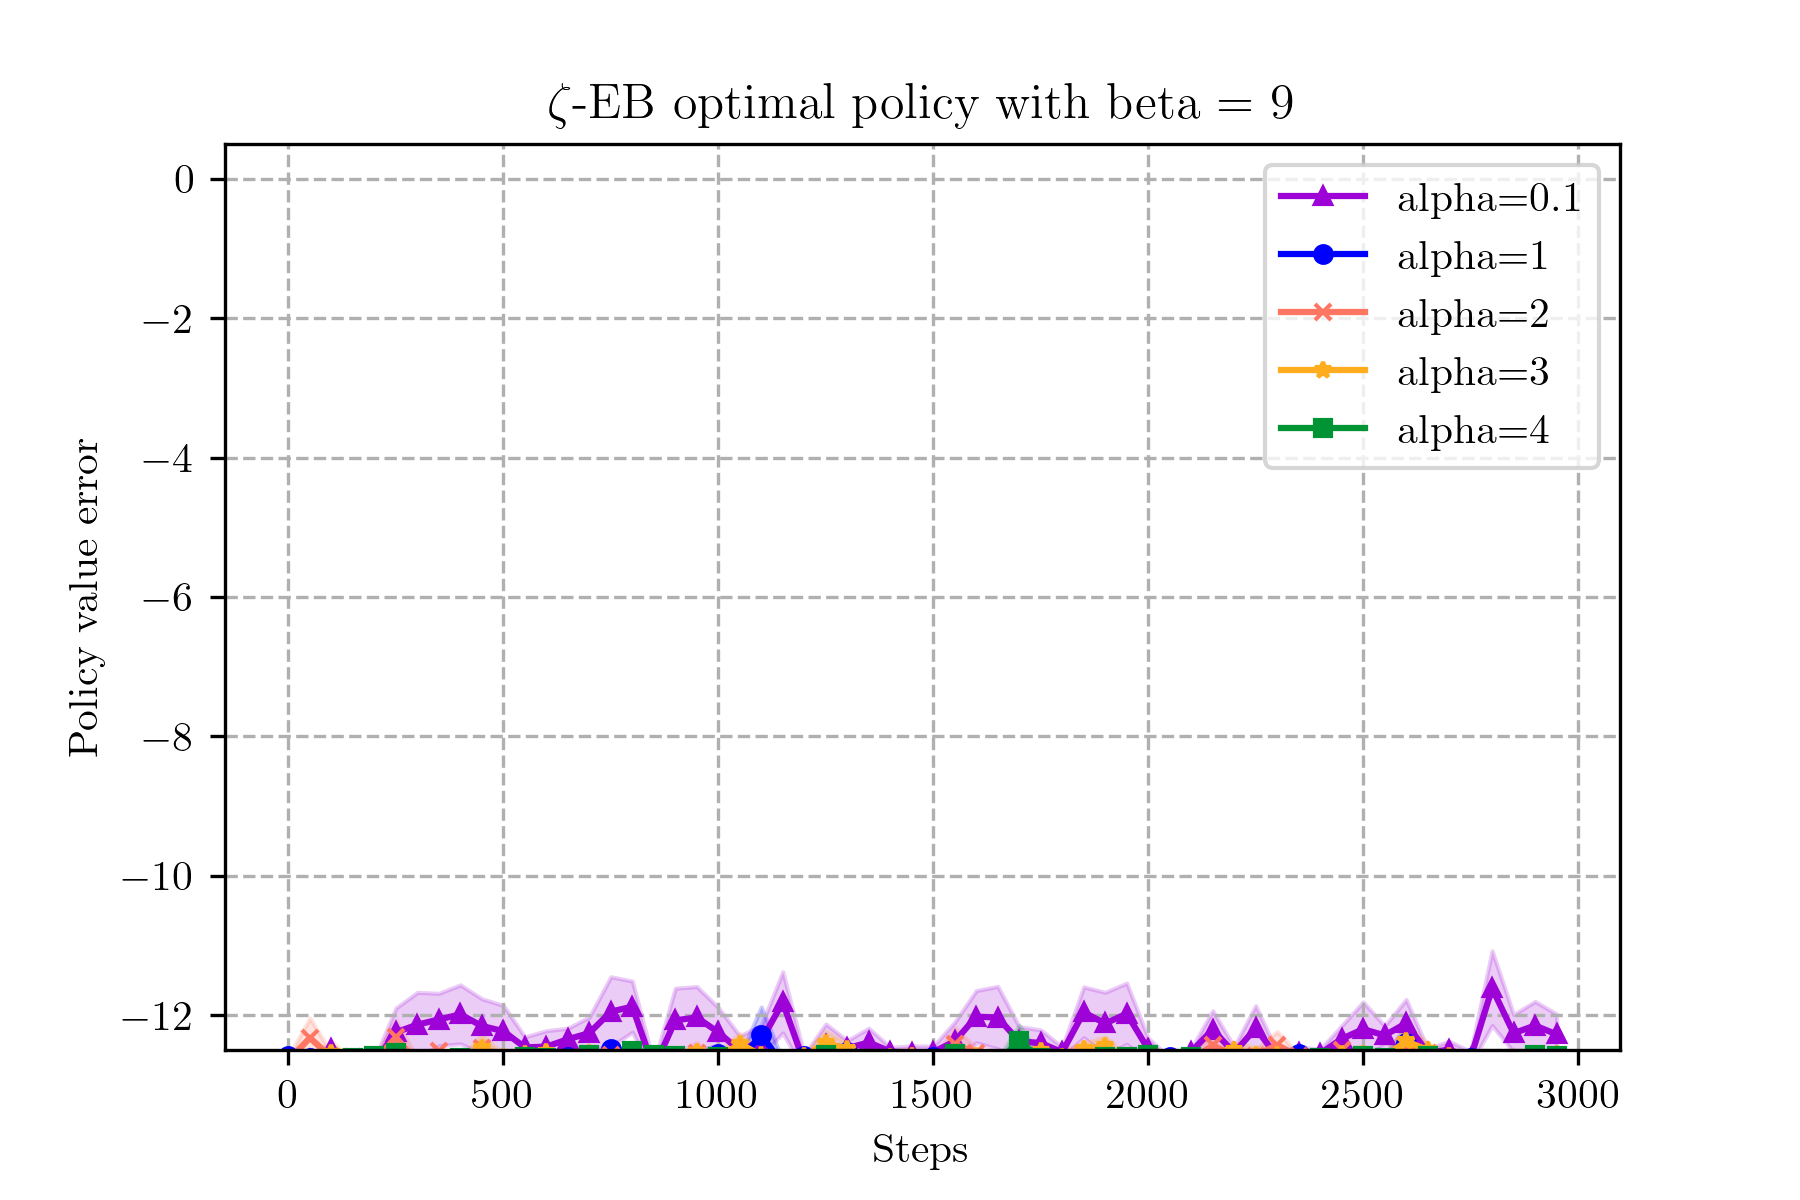 ζ-EB optimal policy with beta = 9
0
−2
−4
−6
−8
−10
−12
Policy value error
alpha=0.1
alpha=1
alpha=2
alpha=3
alpha=4
0 500 1000 1500 2000 2500 3000
Steps